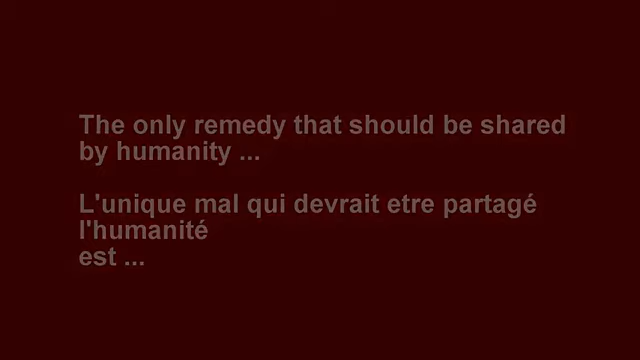 The only remedy that should be shared
by humanity ...
L'unique mal qui devrait etre partagé
l'humanité
est ...